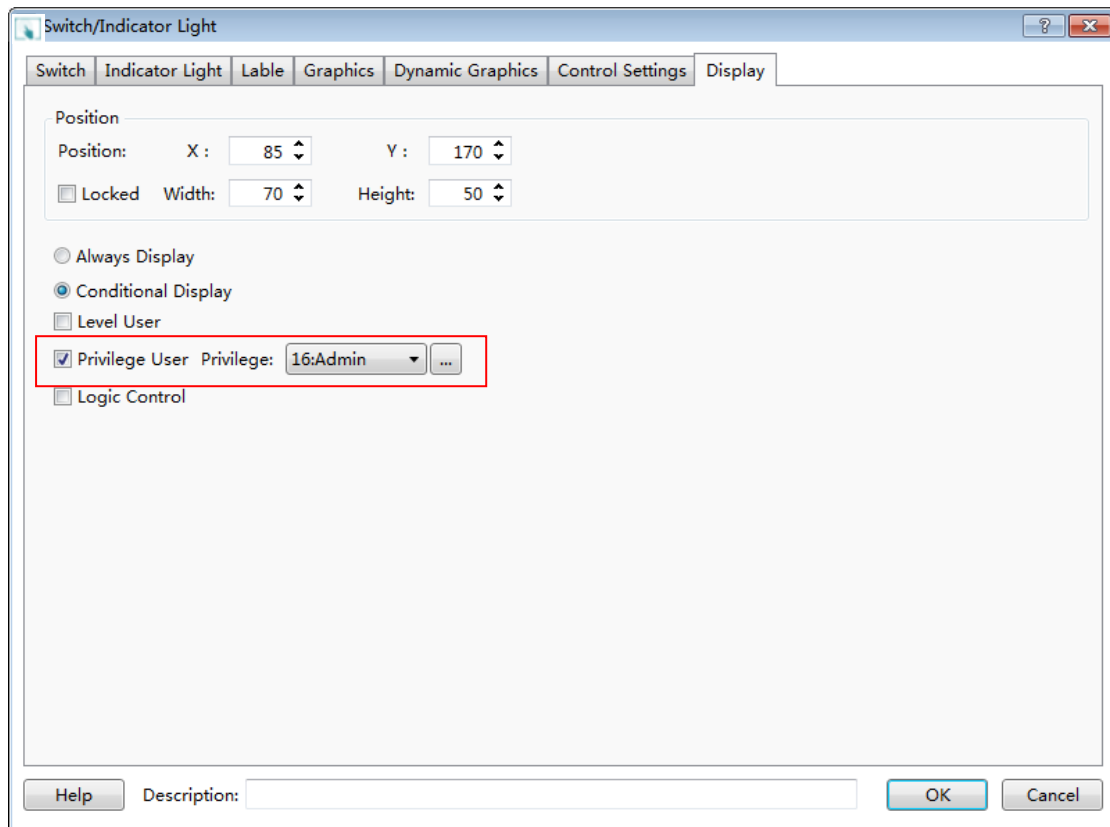 Switch/Indicator Light
Switch Indicator Light Lable Graphics Dynamic Graphics Control Settings Display
Position
Position: X : 85 Y : 170
Locked Width: 70 Height: 50
Always Display
Conditional Display
Level User
Privilege User Privilege: 16:Admin ...
Logic Control
Help Description: OK Cancel